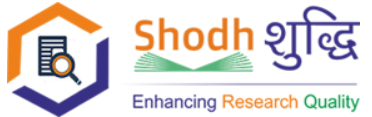 Shodh शुद्धि
Enhancing Research Quality